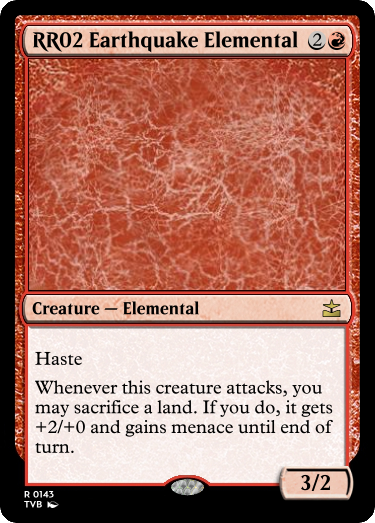 RR02 Earthquake Elemental 2
Creature — Elemental
Haste
Whenever this creature attacks, you
may sacrifice a land. If you do, it gets
+2/+0 and gains menace until end of
turn.
3/2
R 0143
TVB